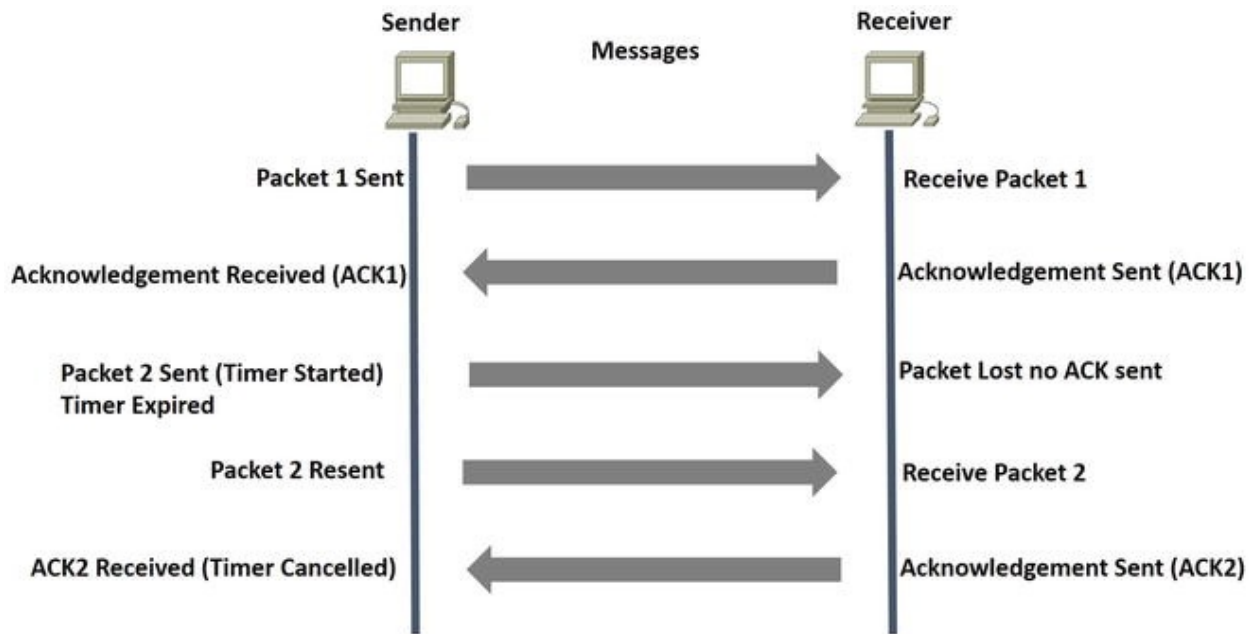 Sender
Receiver
Messages
Packet 1 Sent
Receive Packet 1
Acknowledgement Received (ACK1)
Acknowledgement Sent (ACK1)
Packet 2 Sent (Timer Started)
Timer Expired
Packet Lost no ACK sent
Packet 2 Resent
Receive Packet 2
ACK2 Received (Timer Cancelled)
Acknowledgement Sent (ACK2)